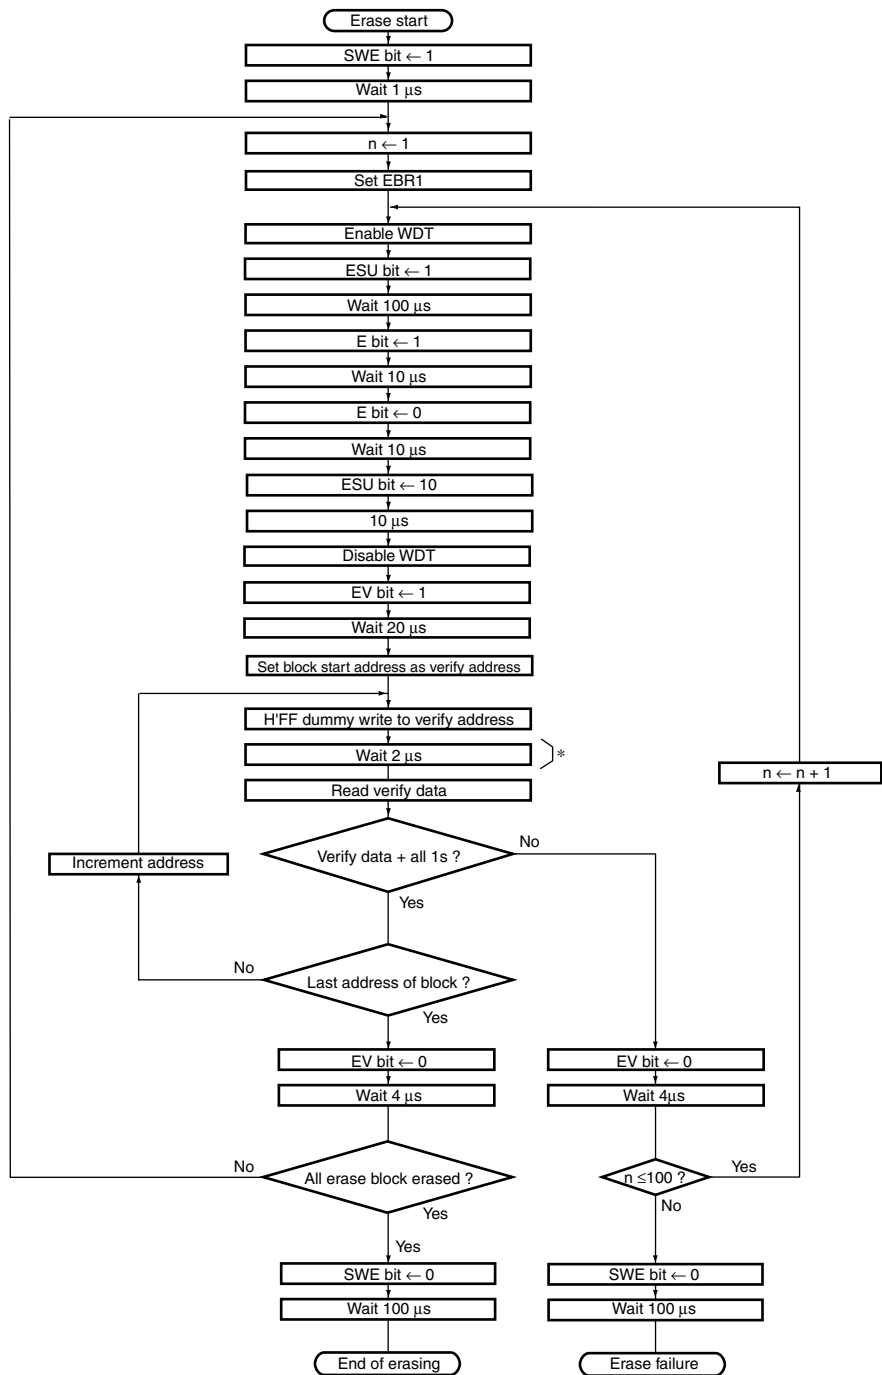 Erase start
SWE bit ← 1
Wait 1 μs
n ← 1
Set EBR1
Enable WDT
ESU bit ← 1
Wait 100 μs
E bit ← 1
Wait 10 μs
E bit ← 0
Wait 10 μs
ESU bit ← 10
10 μs
Disable WDT
EV bit ← 1
Wait 20 μs
Set block start address as verify address
H'FF dummy write to verify address
Wait 2 μs
*
n ← n + 1
Read verify data
Verify data + all 1s ?
No
Increment address
Yes
No
Last address of block ?
Yes
EV bit ← 0
EV bit ← 0
Wait 4 μs
Wait 4μs
No
All erase block erased ?
n ≤100 ?
Yes
Yes
No
Yes
SWE bit ← 0
SWE bit ← 0
Wait 100 μs
Wait 100 μs
End of erasing
Erase failure